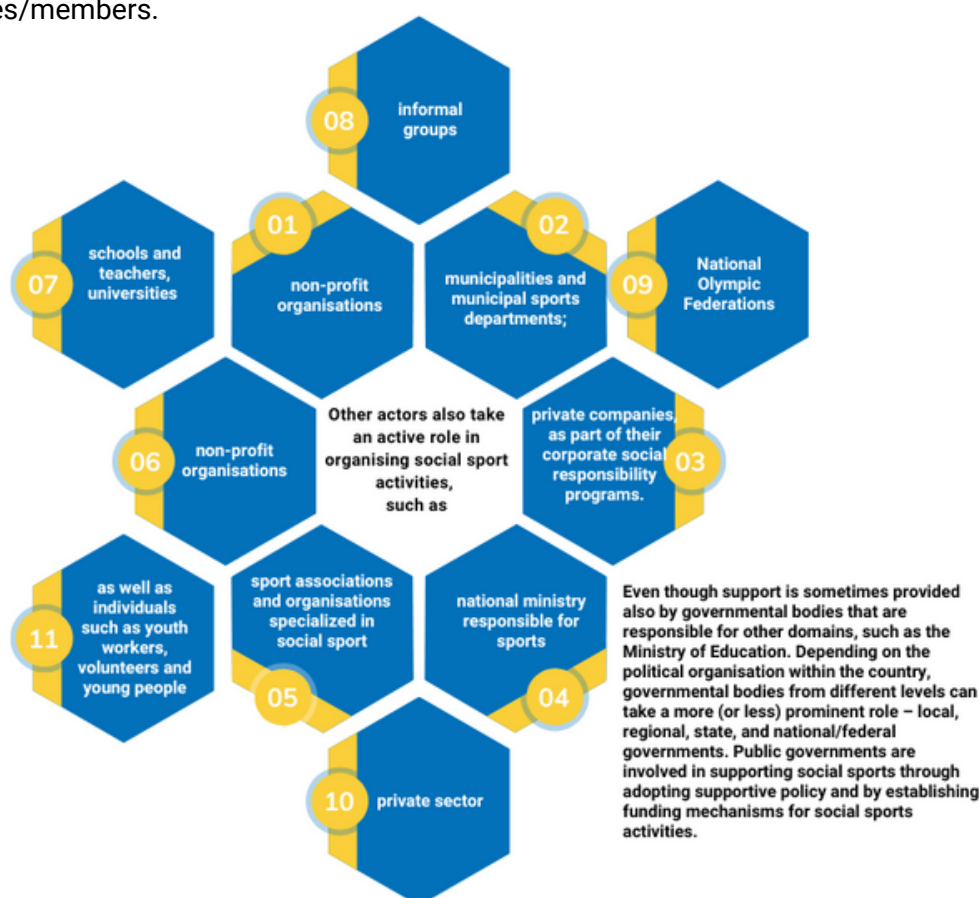 es/members.
08
informal
groups
01
non-profit
organisations
02
municipalities and
municipal sports
departments;
07
schools and
teachers,
universities
09
National
Olympic
Federations
06
non-profit
organisations
Other actors also take
an active role in
organising social sport
activities,
such as
private companies,
as part of their
corporate social
responsibility
programs.
03
11
as well as
individuals
such as youth
workers,
volunteers and
young people
sport associations
and organisations
specialized in
social sport
05
national ministry
responsible for
sports
04
10
private sector
Even though support is sometimes provided
also by governmental bodies that are
responsible for other domains, such as the
Ministry of Education. Depending on the
political organisation within the country,
governmental bodies from different levels can
take a more (or less) prominent role – local,
regional, state, and national/federal
governments. Public governments are
involved in supporting social sports through
adopting supportive policy and by establishing
funding mechanisms for social sports
activities.